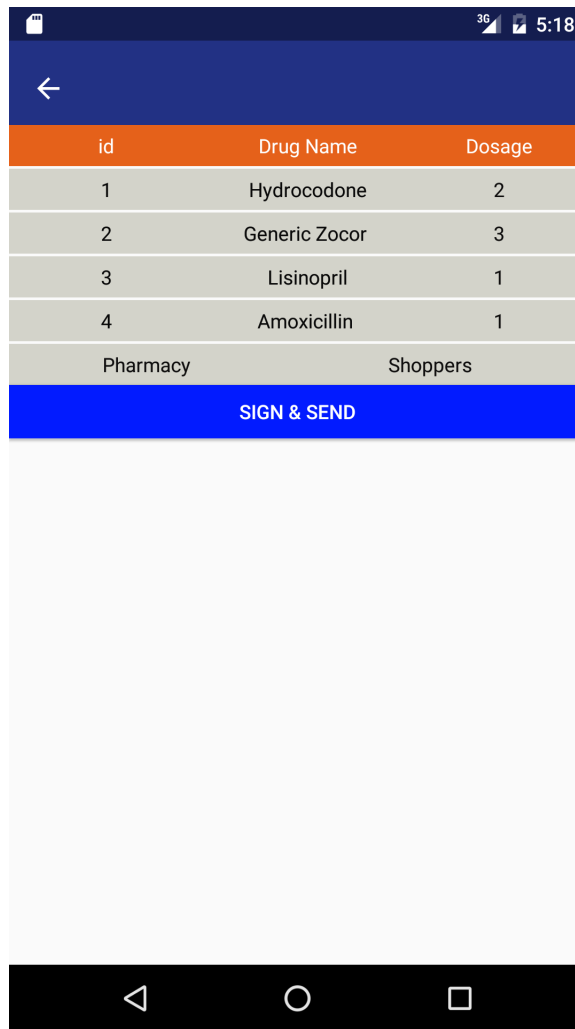 3G 5:18
id Drug Name Dosage
1 Hydrocodone 2
2 Generic Zocor 3
3 Lisinopril 1
4 Amoxicillin 1
Pharmacy Shoppers
SIGN & SEND